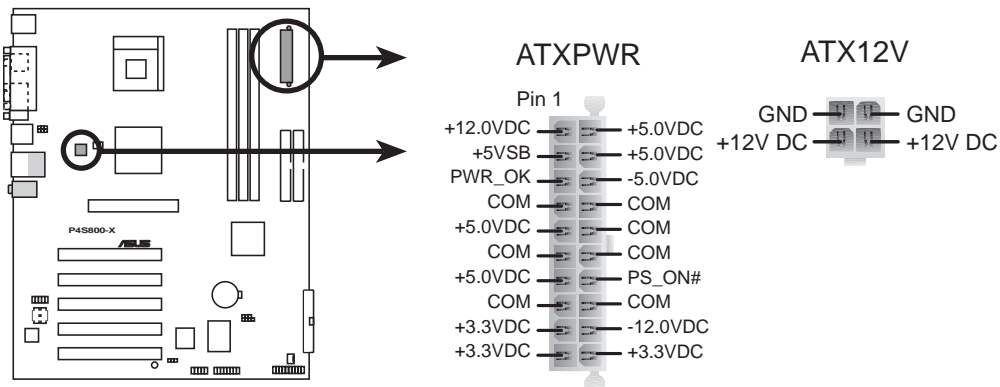 P4S800-X
ASUS
ATXPWR
Pin 1
+12.0VDC +5.0VDC
+5VSB +5.0VDC
PWR_OK -5.0VDC
COM COM
+5.0VDC COM
COM COM
+5.0VDC PS_ON#
COM COM
+3.3VDC -12.0VDC
+3.3VDC +3.3VDC
ATX12V
GND GND
+12V DC +12V DC